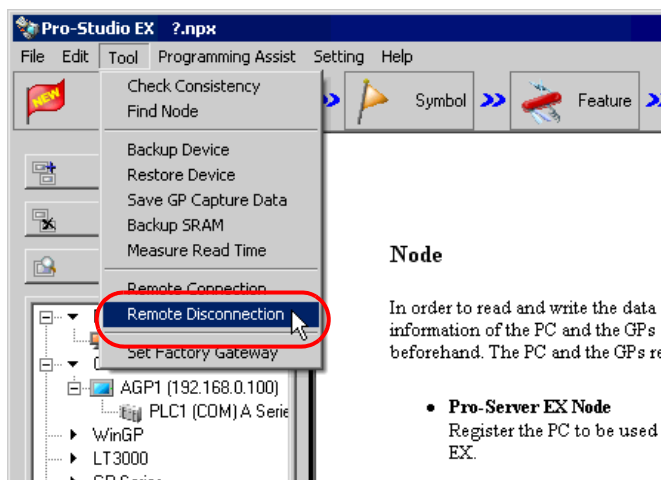 Pro-Studio EX ?.npx
File Edit Tool Programming Assist Setting Help
NEW
Symbol
Feature
Check Consistency
Find Node
Backup Device
Restore Device
Save GP Capture Data
Backup SRAM
Measure Read Time
Remote Connection
Remote Disconnection
Set Factory Gateway
AGP1 (192.168.0.100)
PLC1 (COM) A Serie
WinGP
LT3000
Node
In order to read and write the data
information of the PC and the GPs
beforehand. The PC and the GPs re
• Pro-Server EX Node
Register the PC to be used
EX.